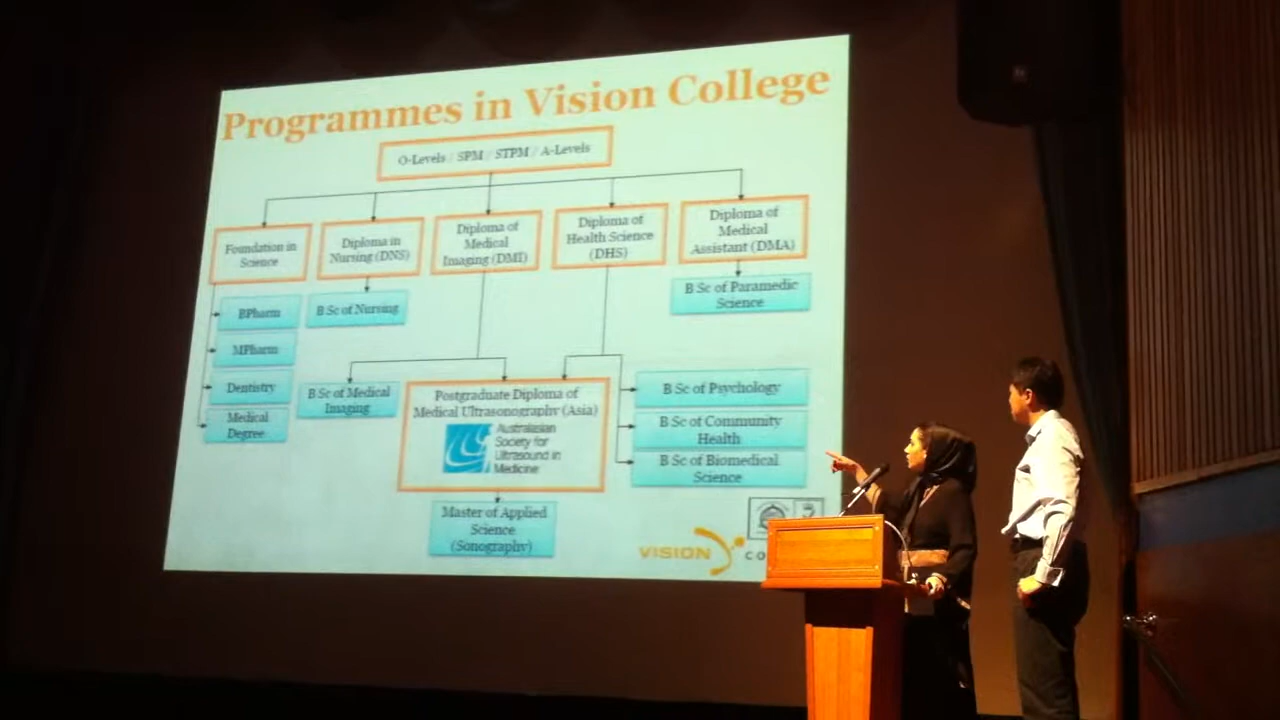 Programmes in Vision College
O-Levels / SPM / STPM / A-Levels
Foundation in
Science
Diploma in
Nursing (DNS)
Diploma of
Medical
Imaging (DMI)
Diploma of
Health Science
(DHS)
Diploma of
Medical
Assistant (DMA)
BPharm
MPharm
Dentistry
Medical
Degree
B Sc of Nursing
B Sc of Paramedic
Science
B Sc of Medical
Imaging
Postgraduate Diploma of
Medical Ultrasonography (Asia)
Australasian
Society for
Ultrasound in
Medicine
B Sc of Psychology
B Sc of Community
Health
B Sc of Biomedical
Science
Master of Applied
Science
(Sonography)
VISION
CO